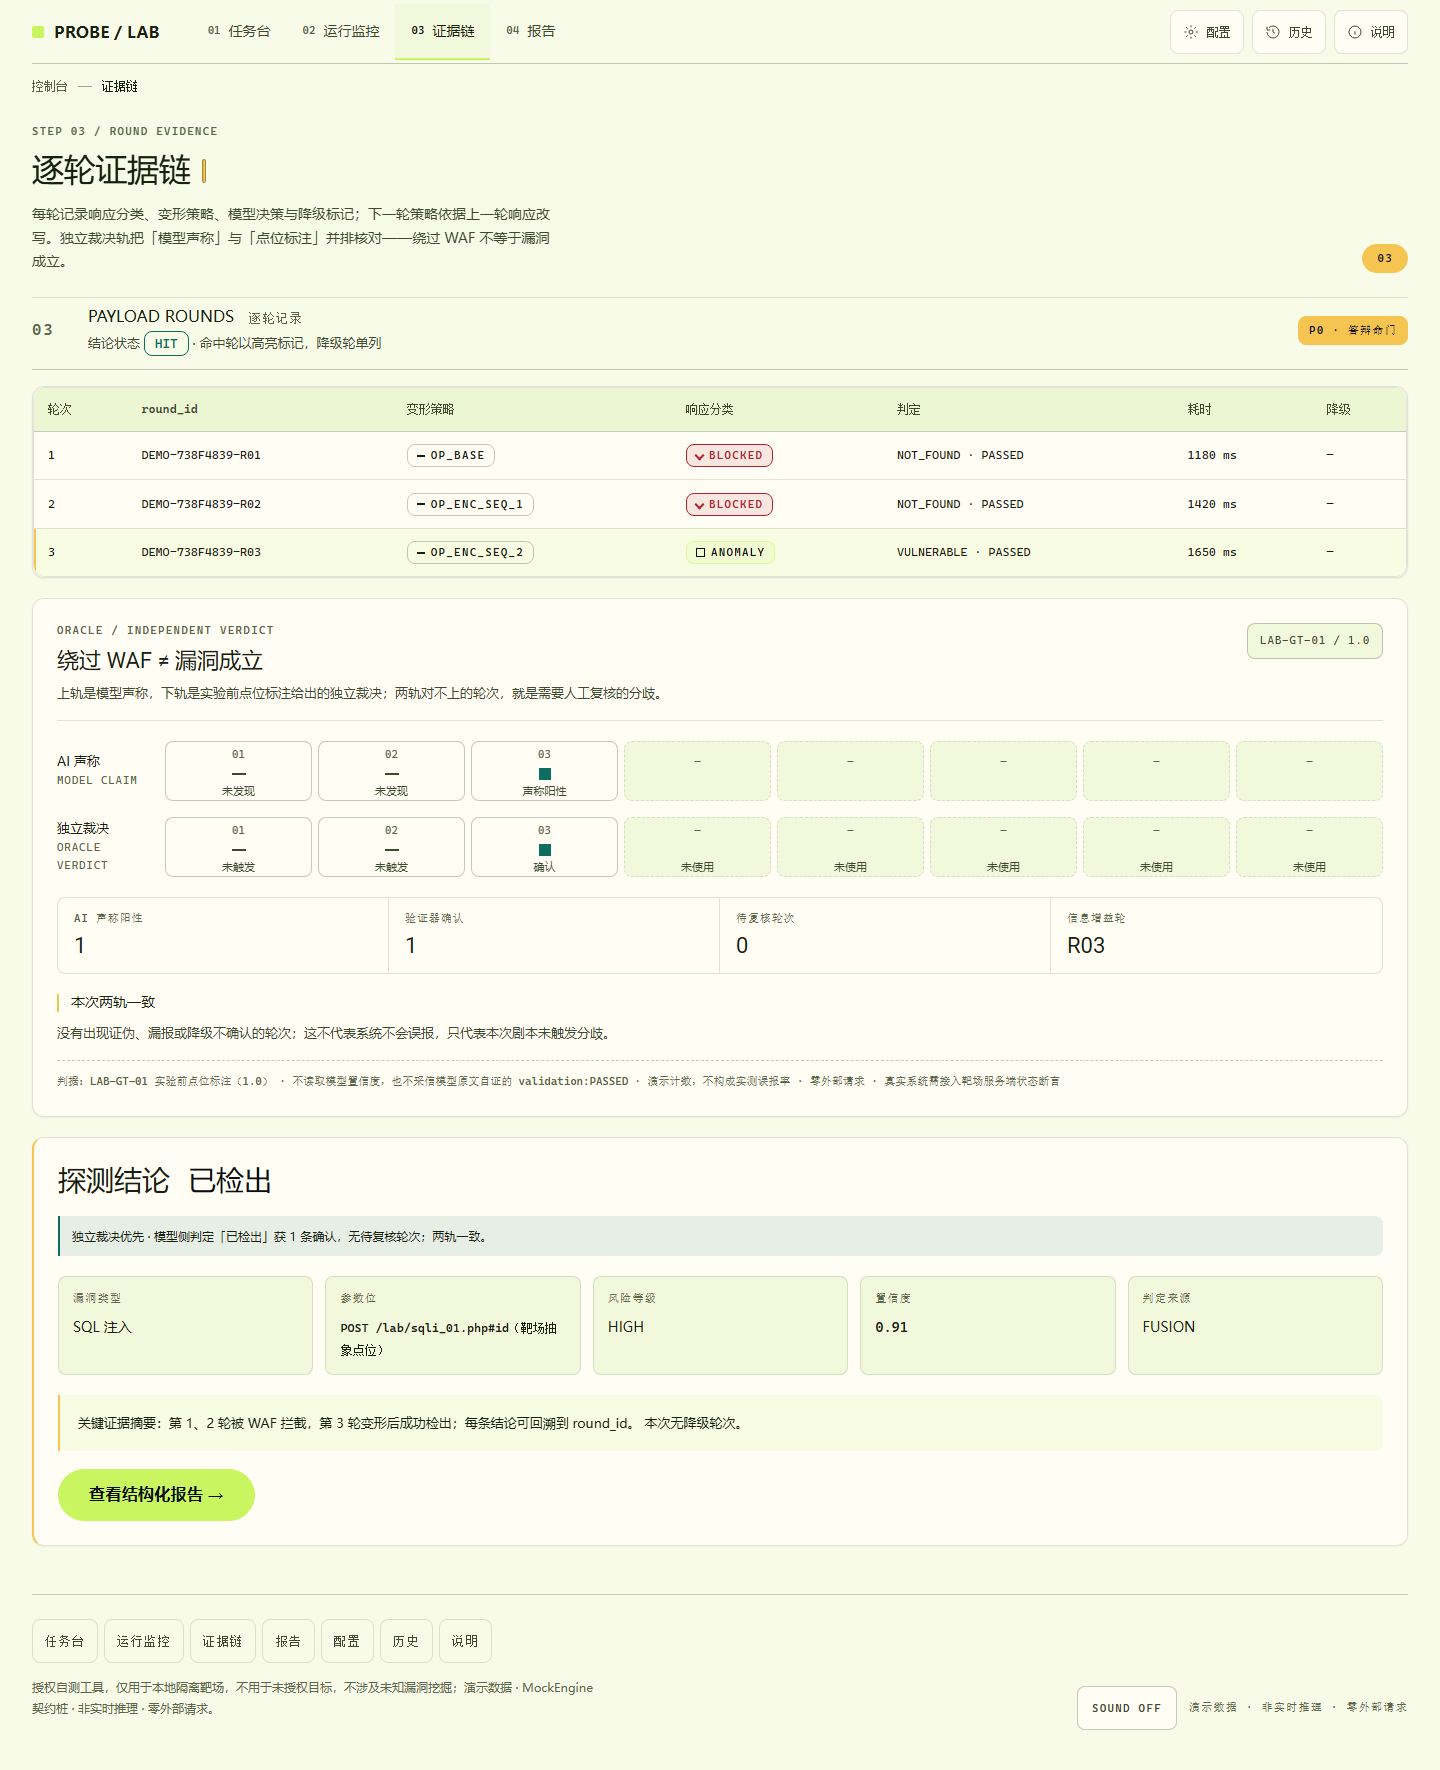 PROBE / LAB
01 任务台
02 运行监控
03 证据链
04 报告
配置
历史
说明
控制台 — 证据链
STEP 03 / ROUND EVIDENCE
逐轮证据链
每轮记录响应分类、变形策略、模型决策与降级标记；下一轮策略依据上一轮响应改
写。独立裁决轨把「模型声称」与「点位标注」并排核对——绕过 WAF 不等于漏洞
成立。
03
03
PAYLOAD ROUNDS 逐轮记录
结论状态 HIT · 命中轮以高亮标记，降级轮单列
P0 · 答辩命门
轮次 round_id 变形策略 响应分类 判定 耗时 降级
1 DEMO-738F4839-R01 OP_BASE BLOCKED NOT_FOUND · PASSED 1180 ms —
2 DEMO-738F4839-R02 OP_ENC_SEQ_1 BLOCKED NOT_FOUND · PASSED 1420 ms —
3 DEMO-738F4839-R03 OP_ENC_SEQ_2 ANOMALY VULNERABLE · PASSED 1650 ms —
ORACLE / INDEPENDENT VERDICT
绕过 WAF ≠ 漏洞成立
上轨是模型声称，下轨是实验前点位标注给出的独立裁决；两轨对不上的轮次，就是需要人工复核的分歧。
LAB-GT-01 / 1.0
AI 声称
MODEL CLAIM
01 — 未发现
02 — 未发现
03 声称阳性
— — — — —
独立裁决
ORACLE
VERDICT
01 — 未触发
02 — 未触发
03 确认
— 未使用
— 未使用
— 未使用
— 未使用
— 未使用
AI 声称阳性
1
验证器确认
1
待复核轮次
0
信息增益轮
R03
本次两轨一致
没有出现证伪、漏报或降级不确认的轮次；这不代表系统不会误报，只代表本次剧本未触发分歧。
判据：LAB-GT-01 实验前点位标注（1.0） · 不读取模型置信度，也不采信模型原文自证的 validation:PASSED · 演示计数，不构成实测误报率 · 零外部请求 · 真实系统需接入靶场服务端状态断言
探测结论 已检出
独立裁决优先 · 模型侧判定「已检出」获 1 条确认，无待复核轮次；两轨一致。
漏洞类型
SQL 注入
参数位
POST /lab/sqli_01.php#id（靶场抽
象点位）
风险等级
HIGH
置信度
0.91
判定来源
FUSION
关键证据摘要：第 1、2 轮被 WAF 拦截，第 3 轮变形后成功检出；每条结论可回溯到 round_id。 本次无降级轮次。
查看结构化报告 →
任务台
运行监控
证据链
报告
配置
历史
说明
授权自测工具，仅用于本地隔离靶场，不用于未授权目标，不涉及未知漏洞挖掘；演示数据 · MockEngine
契约桩 · 非实时推理 · 零外部请求。
SOUND OFF
演示数据 · 非实时推理 · 零外部请求